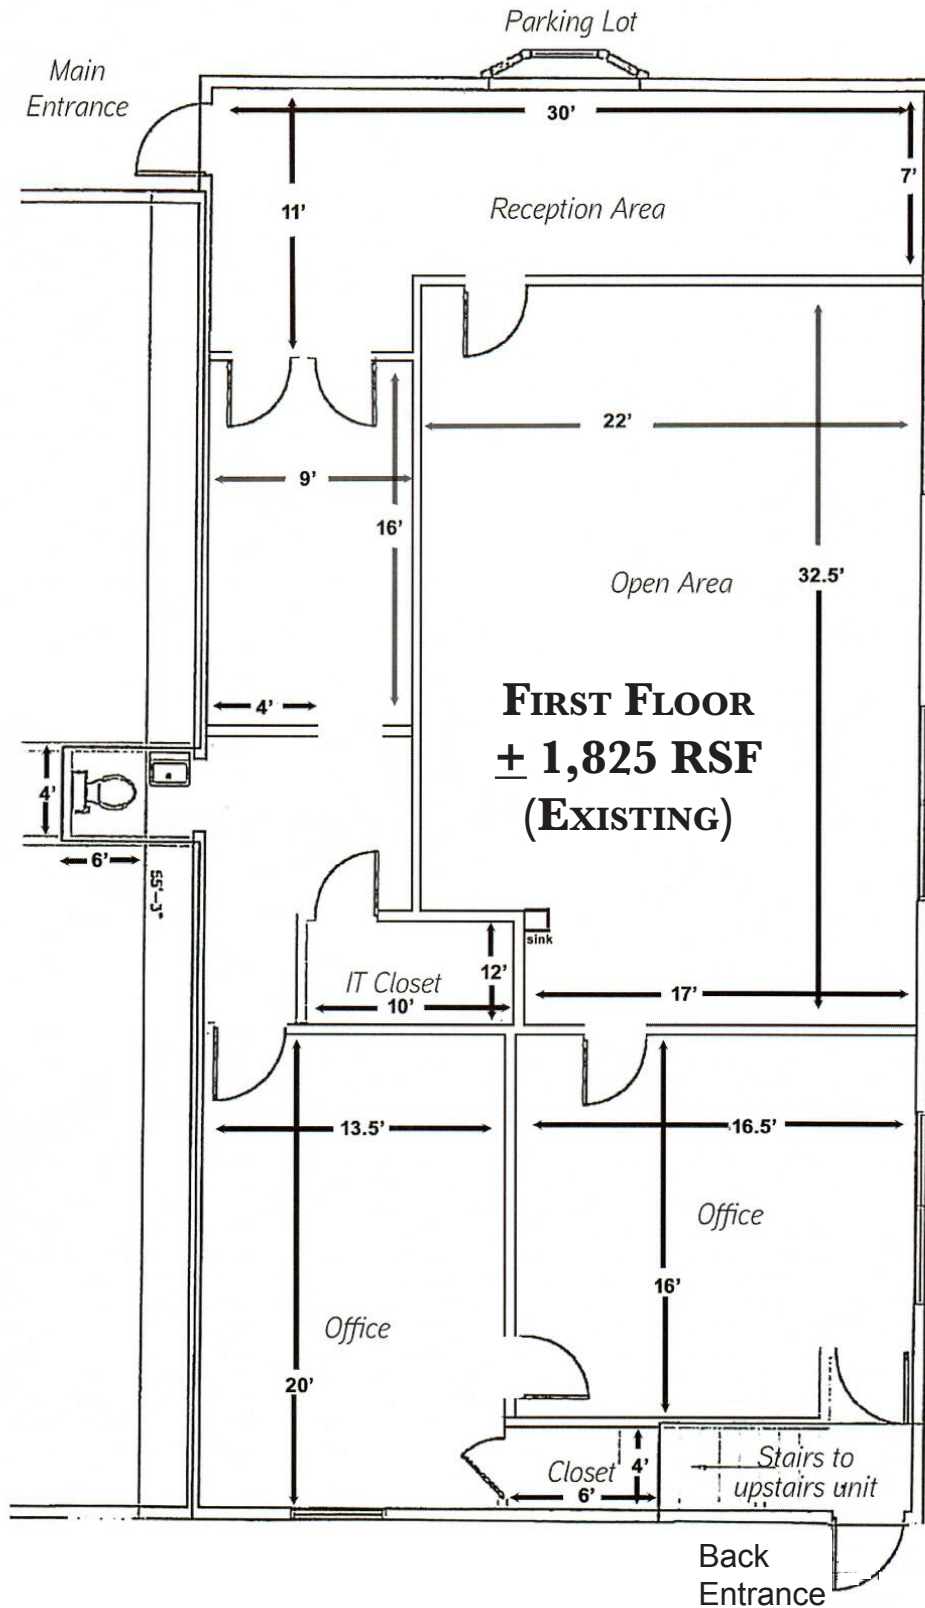 Parking Lot
Main
Entrance
30’
7’
11’
Reception Area
22’
9’
16’
Open Area
32.5’
FIRST FLOOR
± 1,825 RSF
(EXISTING)
4’
4’
6’
55'-3"
sink
IT Closet
12’
10’
17’
13.5’
16.5’
Office
16’
Office
20’
Closet
4’
6’
Stairs to
upstairs unit
Back
Entrance